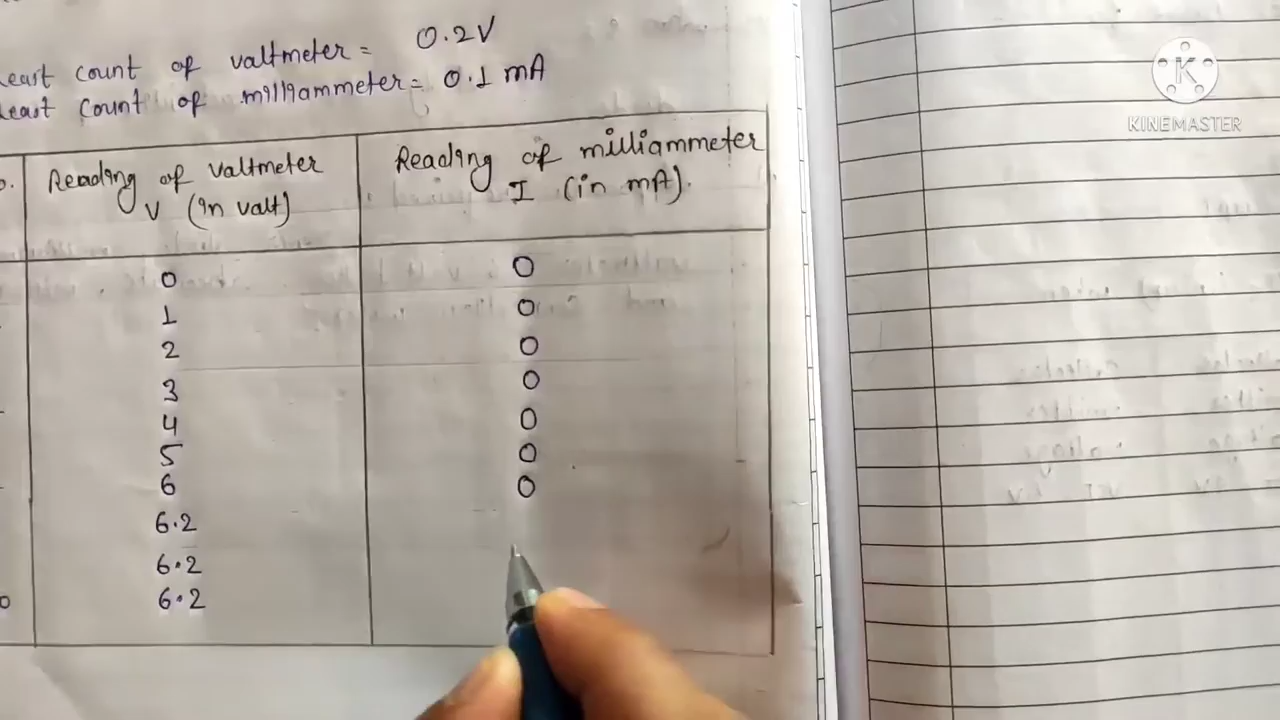 Least count of valtmeter = 0.2V
Least count of milliammeter = 0.1 mA
Reading of valtmeter
V (in valt)
Reading of milliammeter
I (in mA).
0 0
1 0
2 0
3 0
4 0
5 0
6 0
6.2
6.2
6.2
K
KINEMASTER